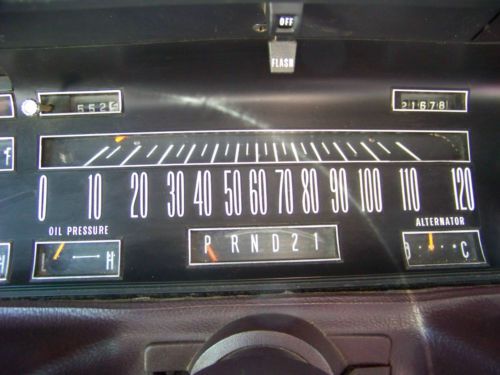 OFF
FLASH
552
21678
F
0 10 20 30 40 50 60 70 80 90 100 110 120
OIL PRESSURE
ALTERNATOR
L H
P R N D 2 1
C
H